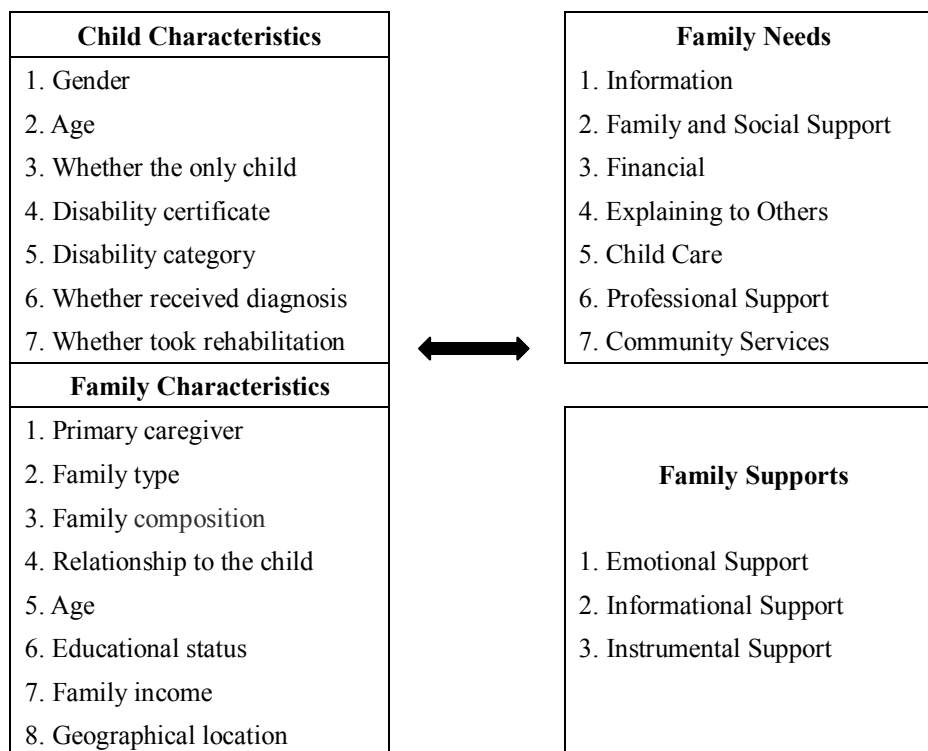 Child Characteristics
1. Gender
2. Age
3. Whether the only child
4. Disability certificate
5. Disability category
6. Whether received diagnosis
7. Whether took rehabilitation
Family Characteristics
1. Primary caregiver
2. Family type
3. Family composition
4. Relationship to the child
5. Age
6. Educational status
7. Family income
8. Geographical location
Family Needs
1. Information
2. Family and Social Support
3. Financial
4. Explaining to Others
5. Child Care
6. Professional Support
7. Community Services
Family Supports
1. Emotional Support
2. Informational Support
3. Instrumental Support